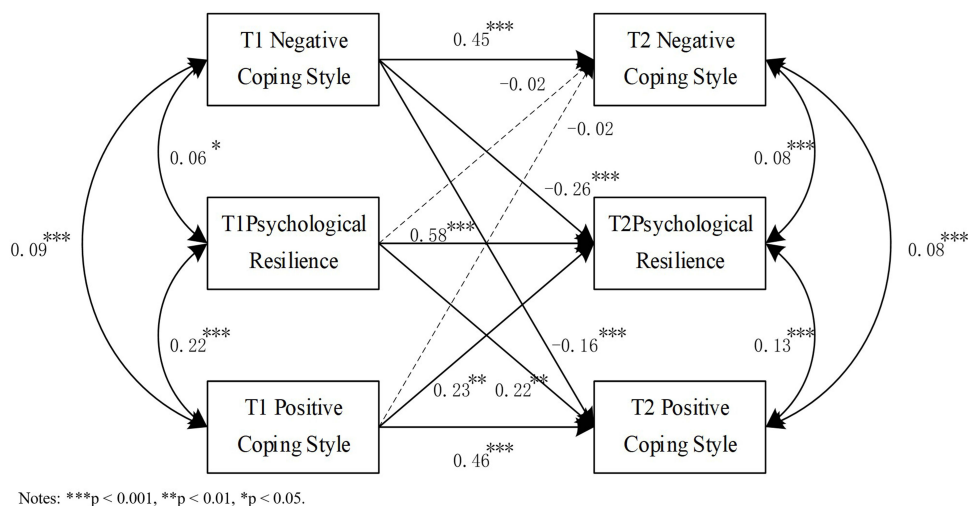 T1 Negative
Coping Style
0.45***
T2 Negative
Coping Style
-0.02
-0.02
0.06 *
0.08***
-0.26***
T1Psychological
Resilience
0.58***
T2Psychological
Resilience
0.09***
0.08***
0.22***
-0.16***
0.13***
0.23** 0.22**
T1 Positive
Coping Style
0.46***
T2 Positive
Coping Style
Notes: ***p < 0.001, **p < 0.01, *p < 0.05.